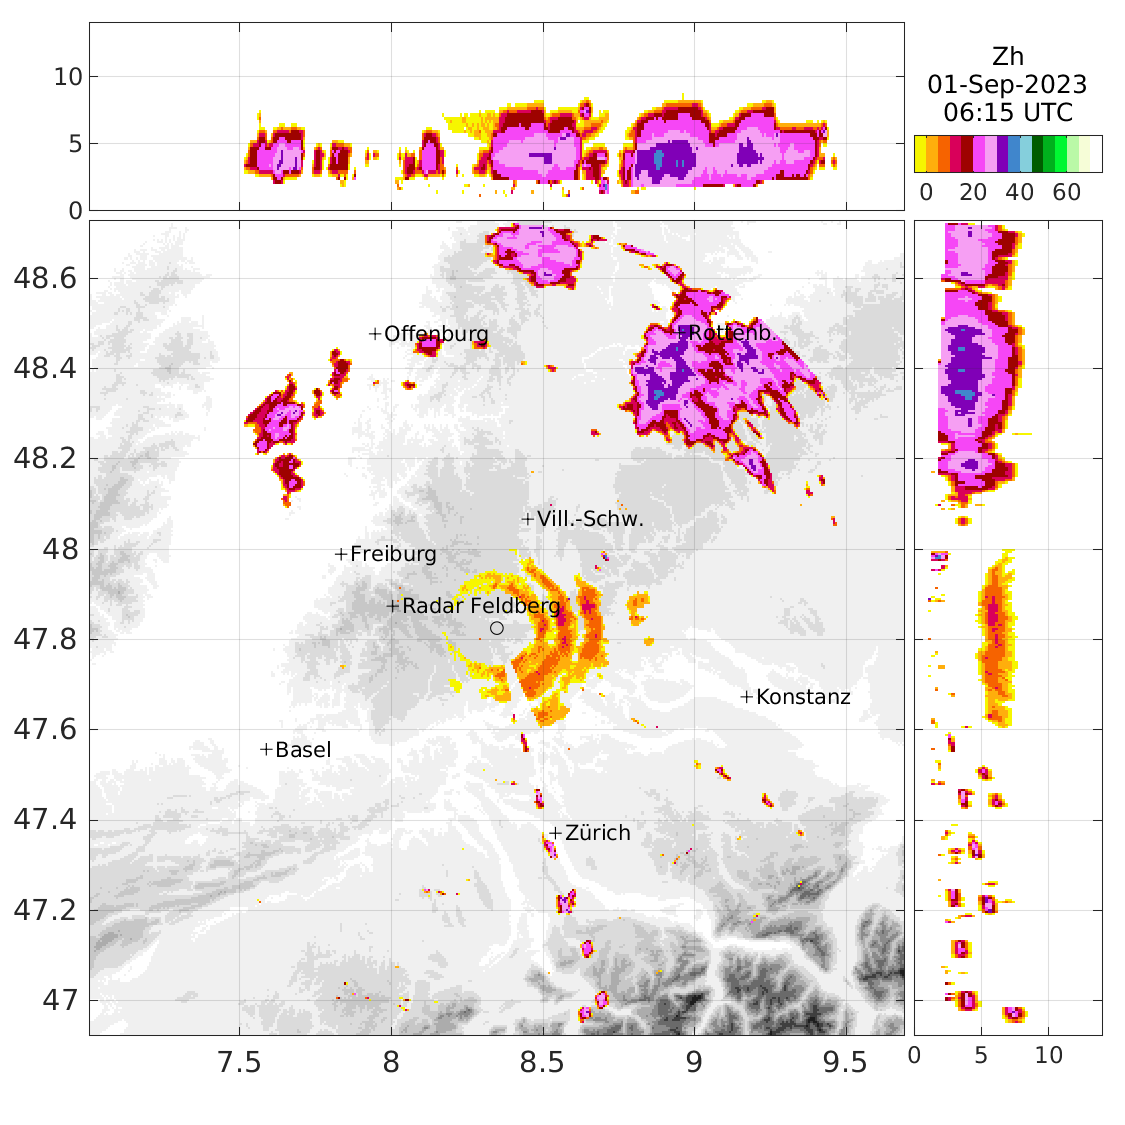 Zh
01-Sep-2023
06:15 UTC
0 20 40 60
10
5
0
48.6
48.4
48.2
48
47.8
47.6
47.4
47.2
47
+Offenburg
+Rottenb.
+Vill.-Schw.
+Freiburg
+Radar Feldberg
+Konstanz
+Basel
+Zürich
7.5 8 8.5 9 9.5
0 5 10